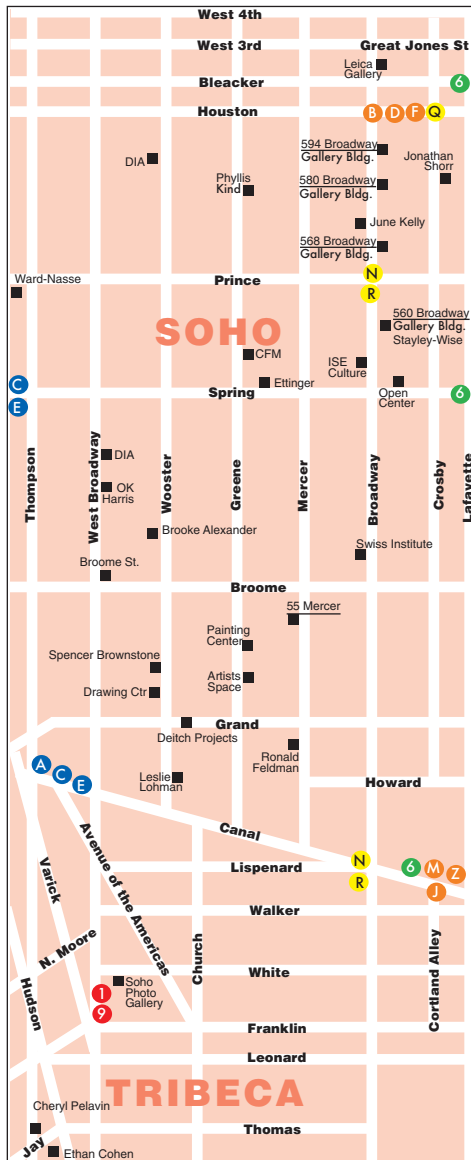 West 4th
West 3rd
Great Jones St
Leica
Gallery
Bleacker
6
Houston
B D F Q
594 Broadway
Gallery Bldg.
DIA
Jonathan
Shorr
Phyllis
Kind
580 Broadway
Gallery Bldg.
June Kelly
568 Broadway
Gallery Bldg.
Prince
N
R
Ward-Nasse
560 Broadway
Gallery Bldg.
Stayley-Wise
SOHO
CFM
ISE
Culture
Ettinger
Open
Center
C
E
Spring
6
Thompson
West Broadway
Wooster
Greene
Mercer
Broadway
Crosby
Lafayette
DIA
OK
Harris
Brooke Alexander
Swiss Institute
Broome St.
Broome
55 Mercer
Painting
Center
Spencer Brownstone
Artists
Space
Drawing Ctr
Grand
Deitch Projects
Ronald
Feldman
A
C
E
Leslie
Lohman
Howard
Canal
N
R
6 M Z
J
Lispenard
Avenue of the Americas
Varick
Walker
N. Moore
Church
Cortland Alley
White
Hudson
Soho
Photo
Gallery
1
9
Franklin
Leonard
TRIBECA
Cheryl Pelavin
Thomas
Jay
Ethan Cohen